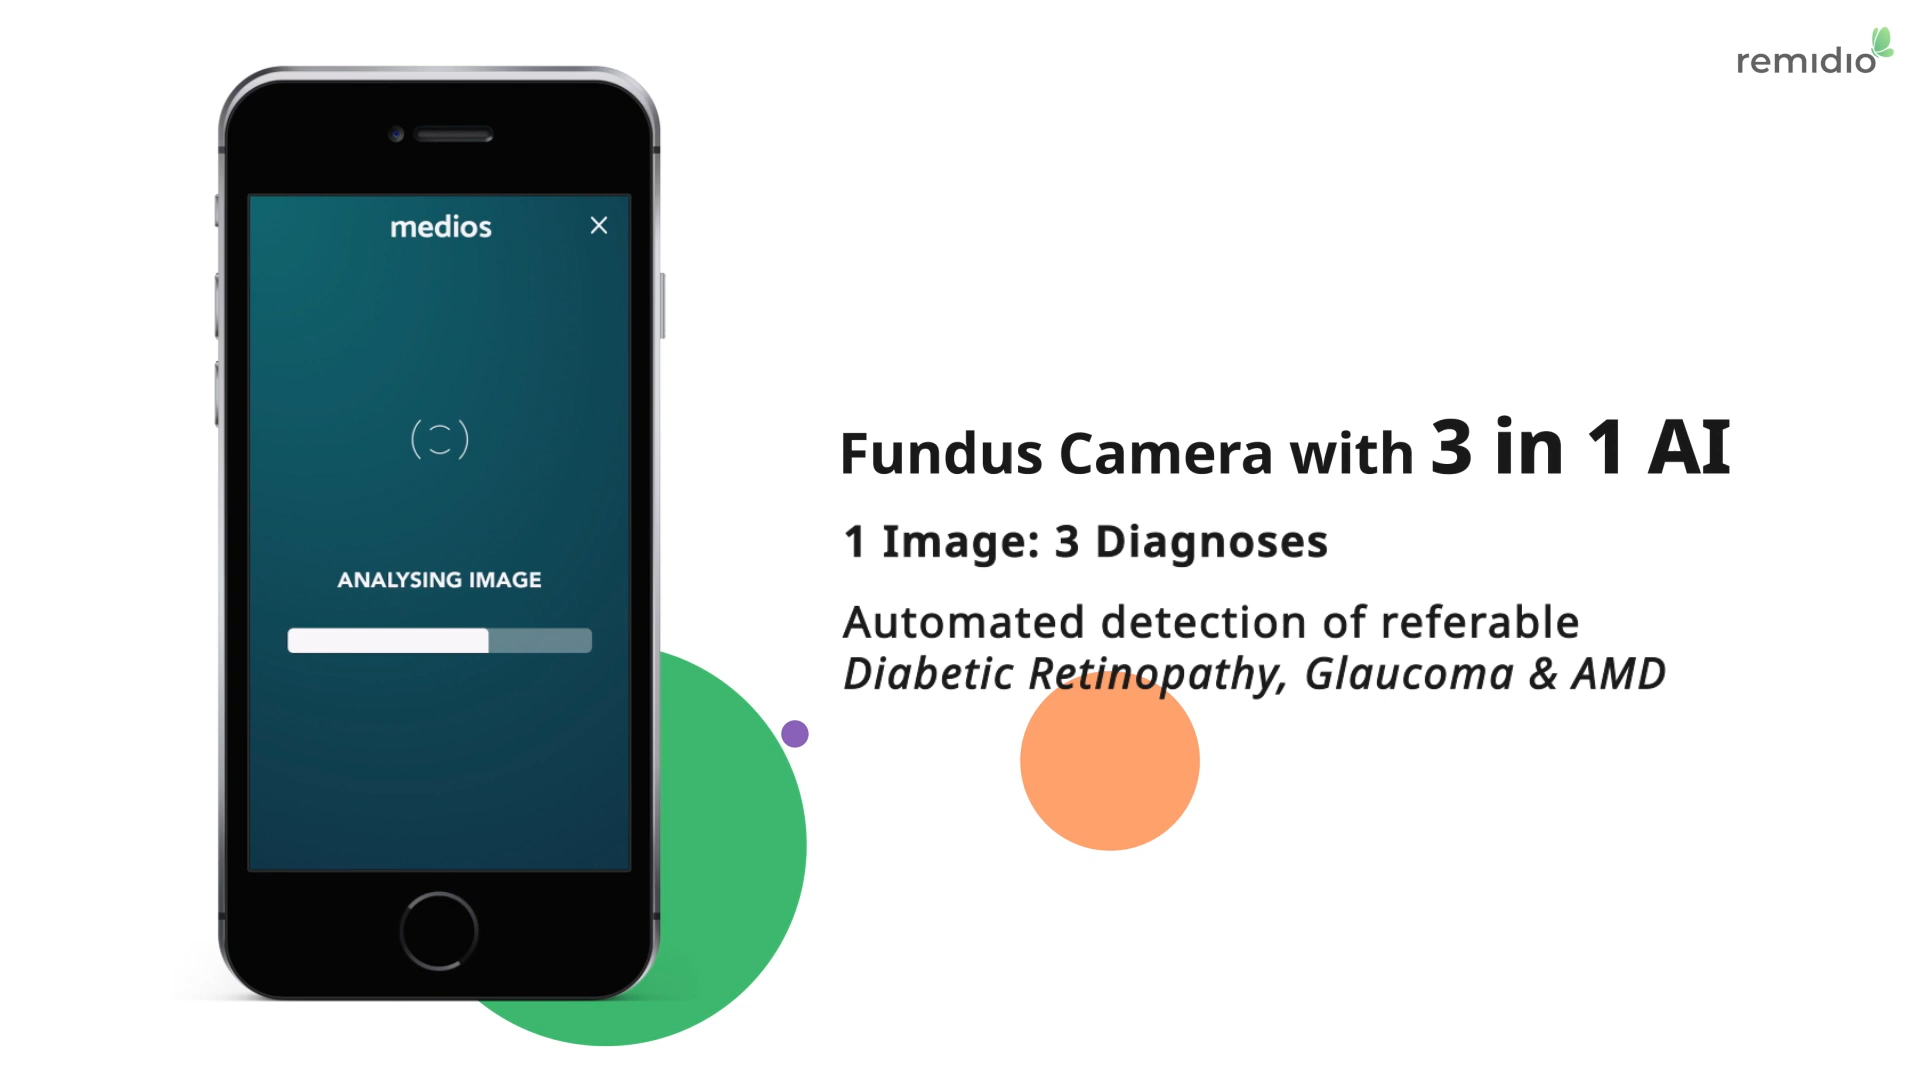 remidio
medios
ANALYSING IMAGE
Fundus Camera with 3 in 1 AI
1 Image: 3 Diagnoses
Automated detection of referable
Diabetic Retinopathy, Glaucoma & AMD